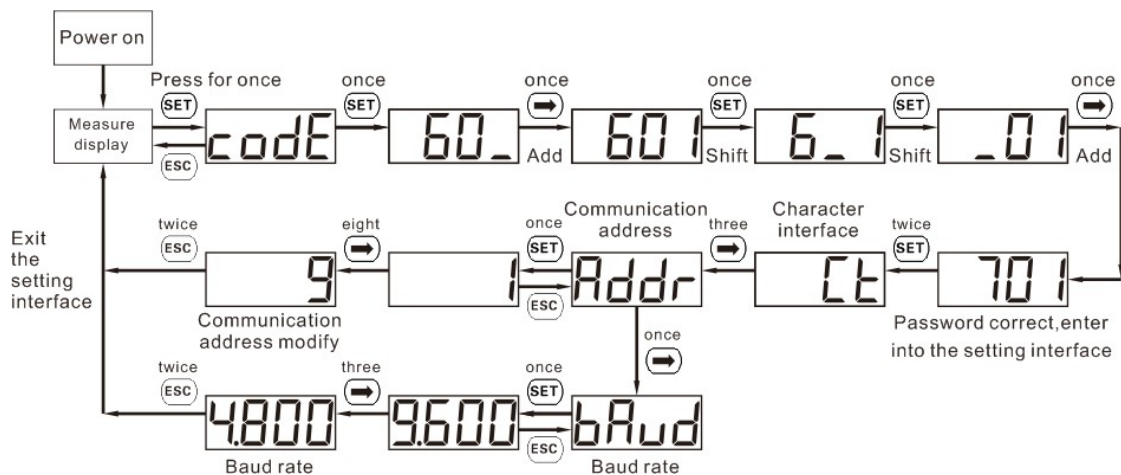 Power on
Press for once
once
once
once
once
once
SET
SET
➡
SET
SET
➡
Measure
display
codE
60_
601
6_1
_01
ESC
Add
Shift
Shift
Add
Communication
address
Character
interface
twice
eight
once
three
twice
ESC
➡
SET
➡
SET
Exit
the
setting
interface
9
1
Addr
Ct
701
ESC
Communication
address modify
Password correct,enter
into the setting interface
once
➡
twice
three
once
ESC
➡
SET
4.800
9.600
bAud
ESC
Baud rate
Baud rate